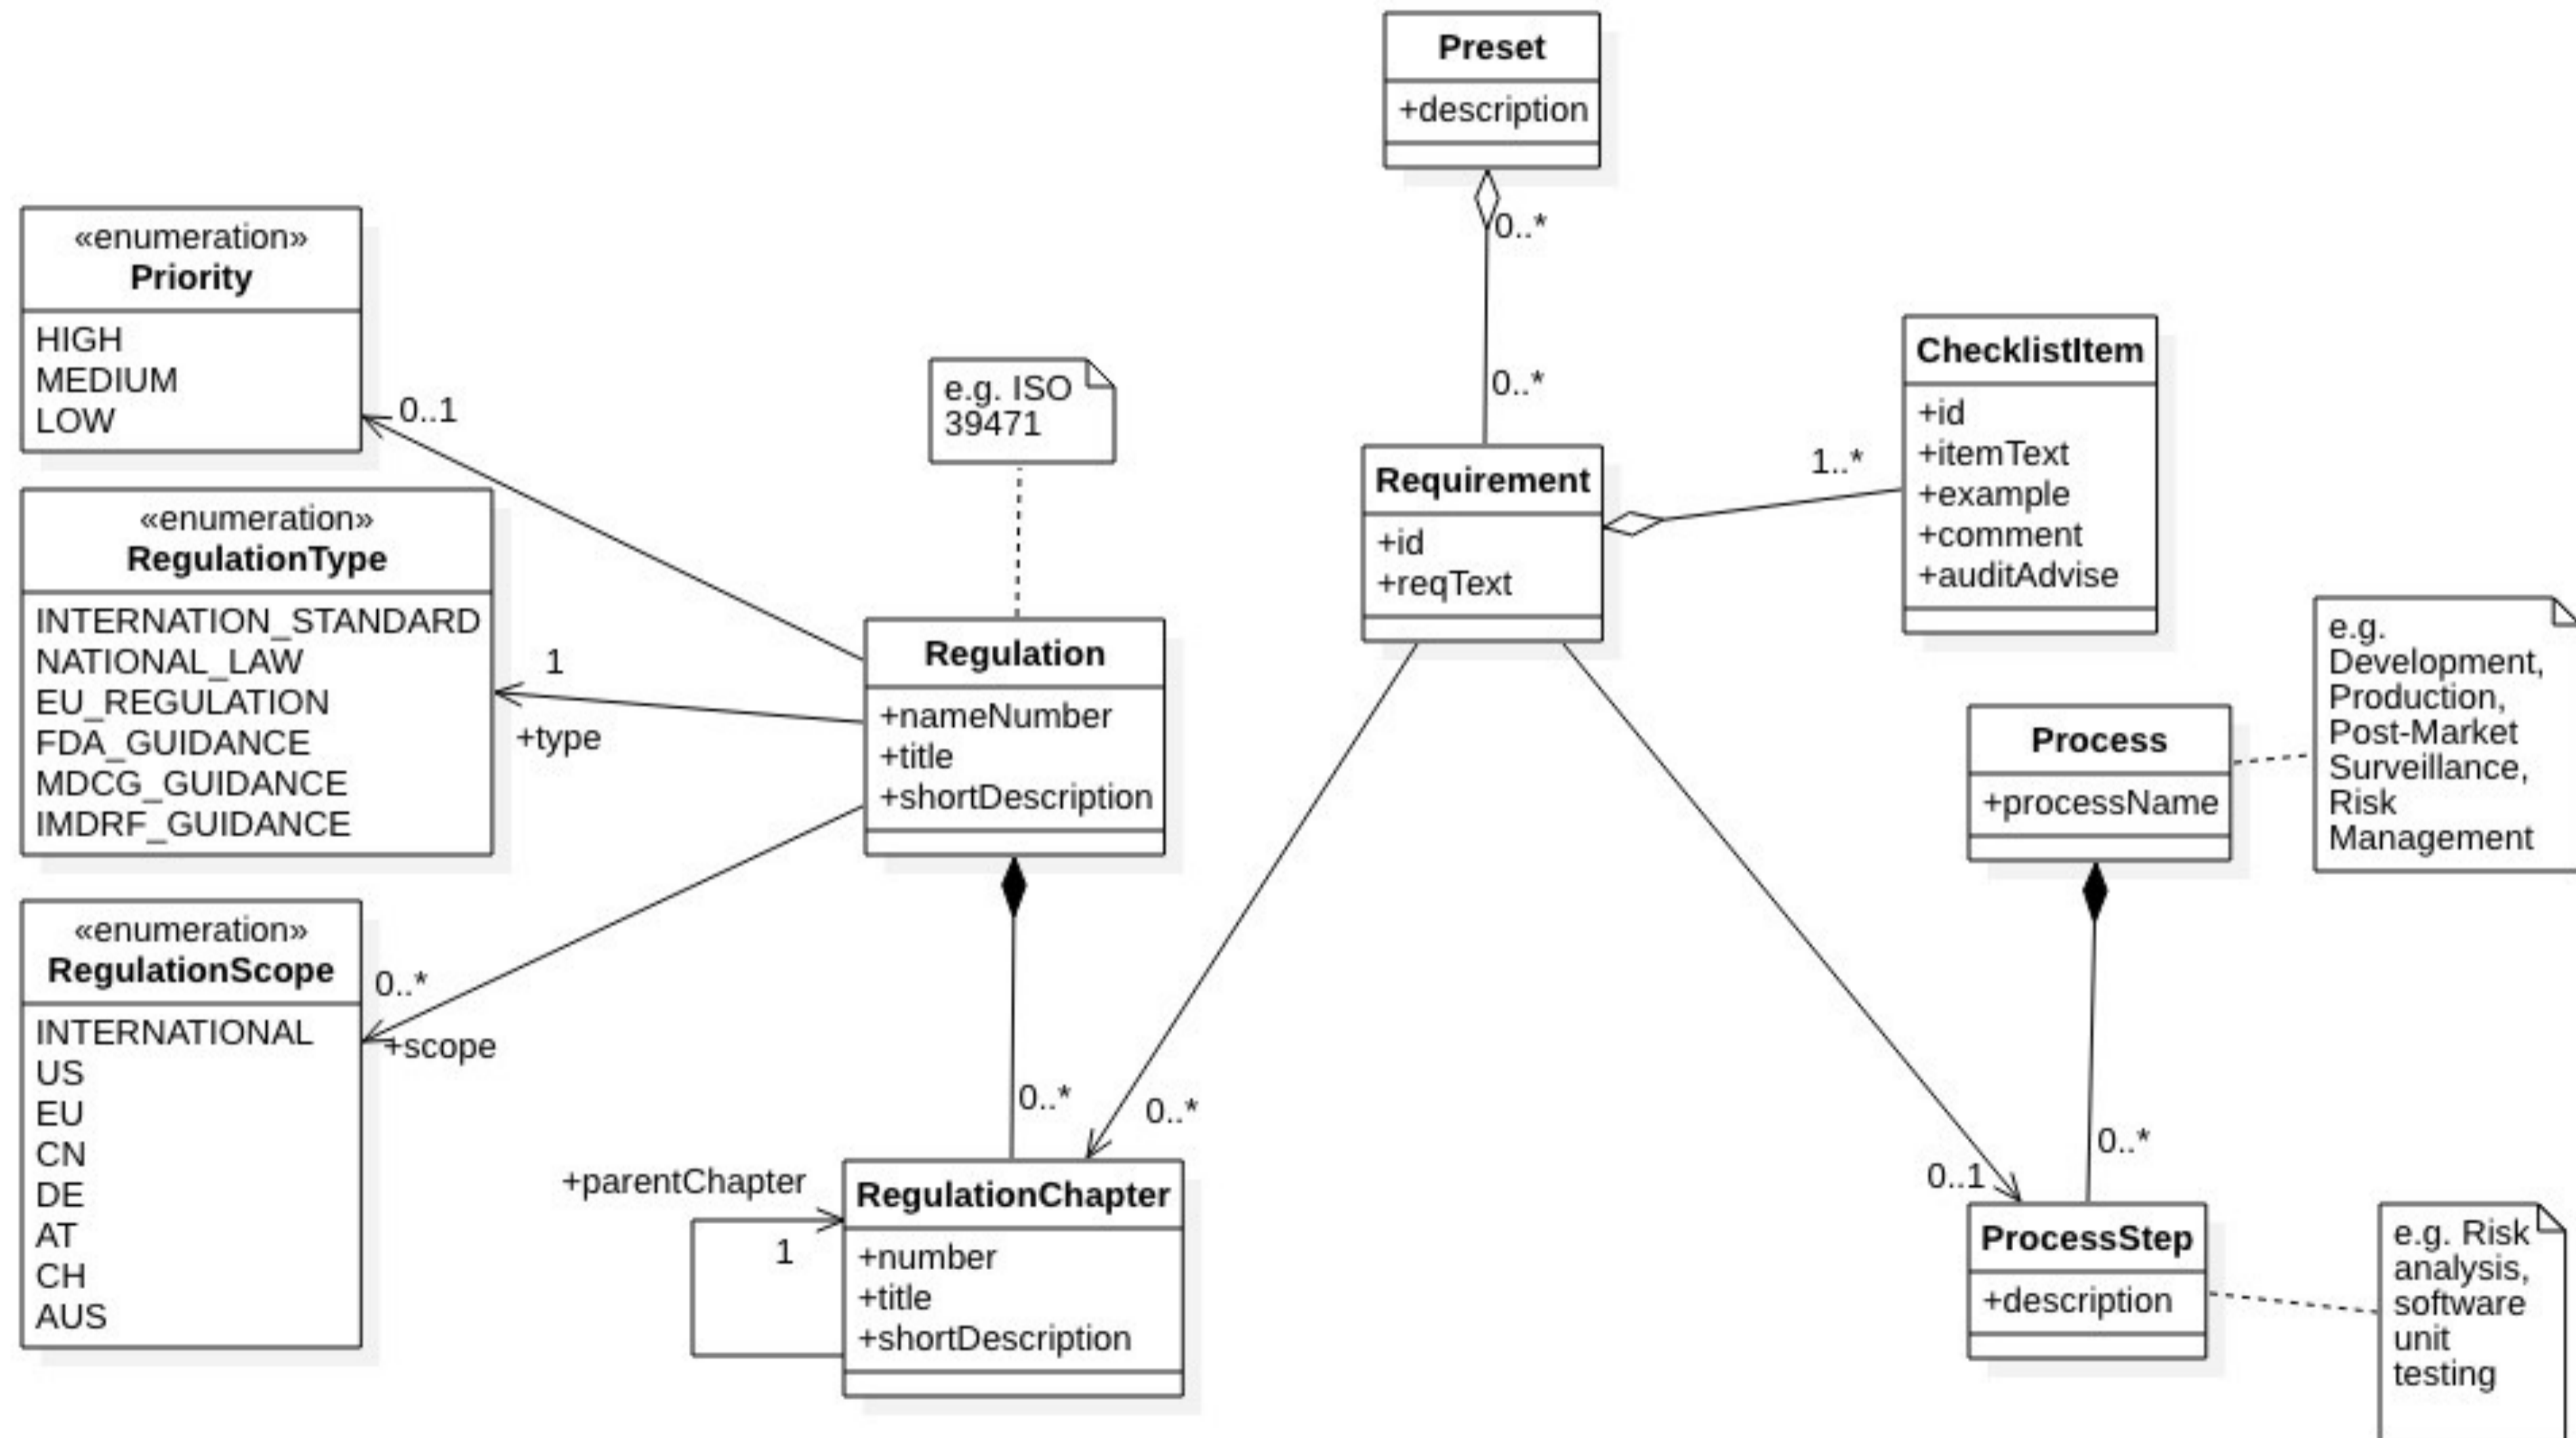 Preset
+description
0..*
0..*
«enumeration»
Priority
HIGH
MEDIUM
LOW
0..1
e.g. ISO
39471
ChecklistItem
+id
+itemText
+example
+comment
+auditAdvise
1..*
Requirement
+id
+reqText
«enumeration»
RegulationType
INTERNATION_STANDARD
NATIONAL_LAW
EU_REGULATION
FDA_GUIDANCE
MDCG_GUIDANCE
IMDRF_GUIDANCE
1
+type
Regulation
+nameNumber
+title
+shortDescription
e.g.
Development,
Production,
Post-Market
Surveillance,
Risk
Management
Process
+processName
«enumeration»
RegulationScope
INTERNATIONAL
US
EU
CN
DE
AT
CH
AUS
0..*
+scope
0..*
0..*
+parentChapter
1
RegulationChapter
+number
+title
+shortDescription
0..1
0..*
ProcessStep
+description
e.g. Risk
analysis,
software
unit
testing